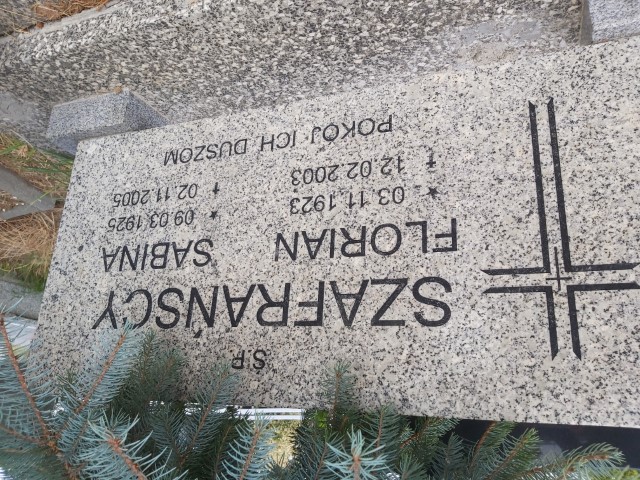 Ś.P.
SZAFRAŃSCY
FLORIAN SABINA
* 03.11.1923 * 09.03.1925
† 12.02.2003 † 02.11.2005
POKÓJ ICH DUSZOM